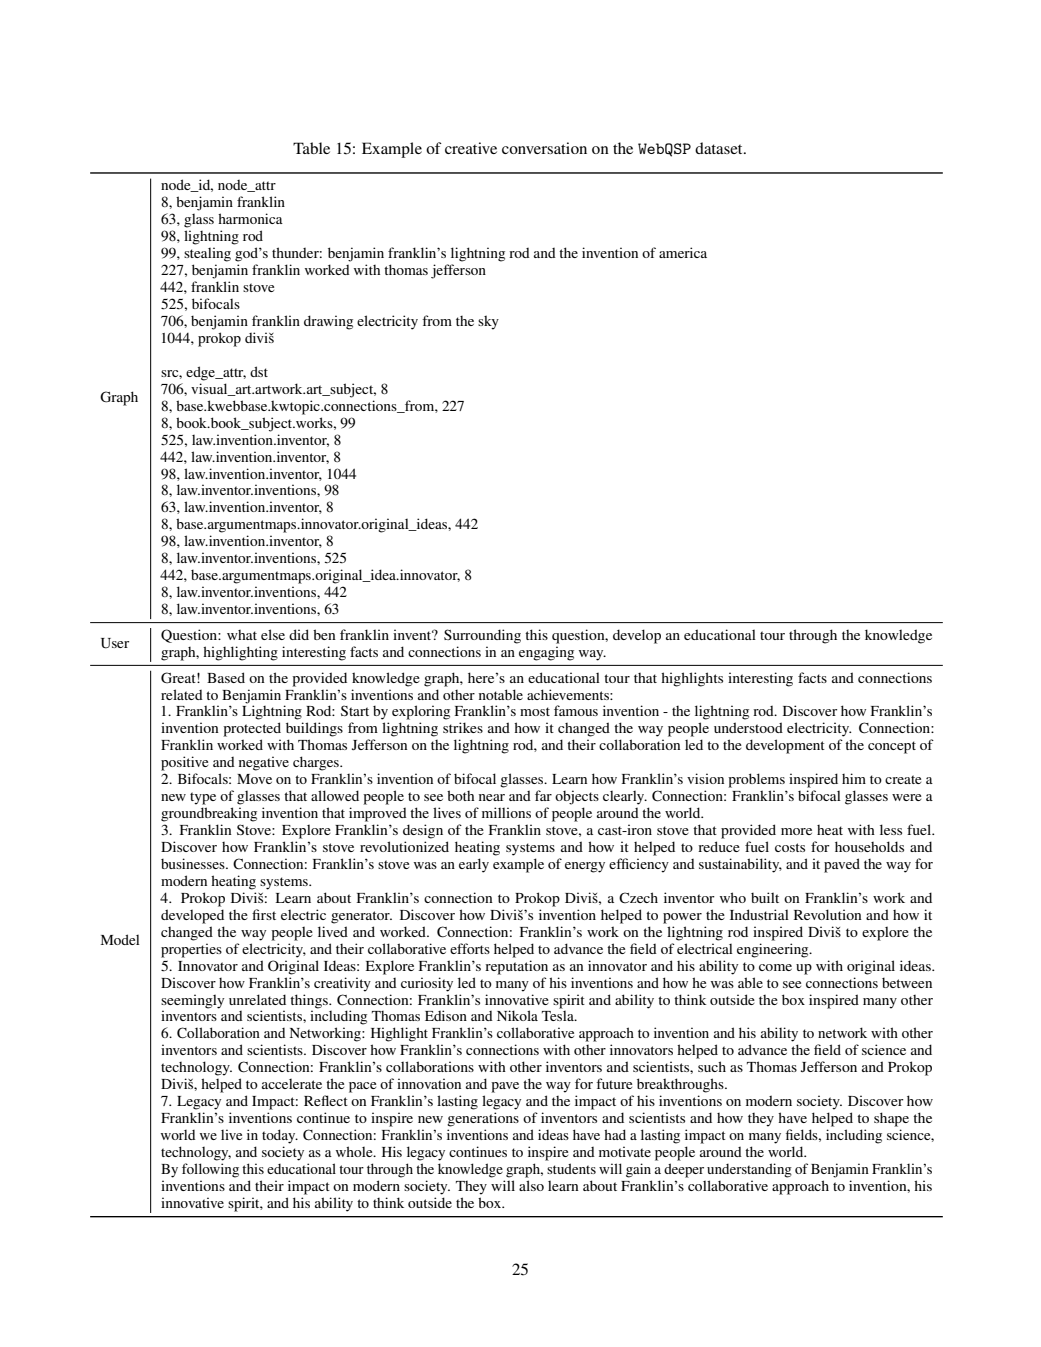 Table 15: Example of creative conversation on the WebQSP dataset.
Graph
node_id, node_attr
8, benjamin franklin
63, glass harmonica
98, lightning rod
99, stealing god's thunder: benjamin franklin's lightning rod and the invention of america
227, benjamin franklin worked with thomas jefferson
442, franklin stove
525, bifocals
706, benjamin franklin drawing electricity from the sky
1044, prokop diviš
src, edge_attr, dst
706, visual_art.artwork.art_subject, 8
8, base.kwebbase.kwtopic.connections_from, 227
8, book.book_subject.works, 99
525, law.invention.inventor, 8
442, law.invention.inventor, 8
98, law.invention.inventor, 1044
8, law.inventor.inventions, 98
63, law.invention.inventor, 8
8, base.argumentmaps.innovator.original_ideas, 442
98, law.invention.inventor, 8
8, law.inventor.inventions, 525
442, base.argumentmaps.original_idea.innovator, 8
8, law.inventor.inventions, 442
8, law.inventor.inventions, 63
User
Question: what else did ben franklin invent? Surrounding this question, develop an educational tour through the knowledge
graph, highlighting interesting facts and connections in an engaging way.
Model
Great! Based on the provided knowledge graph, here's an educational tour that highlights interesting facts and connections
related to Benjamin Franklin's inventions and other notable achievements:
1. Franklin's Lightning Rod: Start by exploring Franklin's most famous invention - the lightning rod. Discover how Franklin's
invention protected buildings from lightning strikes and how it changed the way people understood electricity. Connection:
Franklin worked with Thomas Jefferson on the lightning rod, and their collaboration led to the development of the concept of
positive and negative charges.
2. Bifocals: Move on to Franklin's invention of bifocal glasses. Learn how Franklin's vision problems inspired him to create a
new type of glasses that allowed people to see both near and far objects clearly. Connection: Franklin's bifocal glasses were a
groundbreaking invention that improved the lives of millions of people around the world.
3. Franklin Stove: Explore Franklin's design of the Franklin stove, a cast-iron stove that provided more heat with less fuel.
Discover how Franklin's stove revolutionized heating systems and how it helped to reduce fuel costs for households and
businesses. Connection: Franklin's stove was an early example of energy efficiency and sustainability, and it paved the way for
modern heating systems.
4. Prokop Diviš: Learn about Franklin's connection to Prokop Diviš, a Czech inventor who built on Franklin's work and
developed the first electric generator. Discover how Diviš's invention helped to power the Industrial Revolution and how it
changed the way people lived and worked. Connection: Franklin's work on the lightning rod inspired Diviš to explore the
properties of electricity, and their collaborative efforts helped to advance the field of electrical engineering.
5. Innovator and Original Ideas: Explore Franklin's reputation as an innovator and his ability to come up with original ideas.
Discover how Franklin's creativity and curiosity led to many of his inventions and how he was able to see connections between
seemingly unrelated things. Connection: Franklin's innovative spirit and ability to think outside the box inspired many other
inventors and scientists, including Thomas Edison and Nikola Tesla.
6. Collaboration and Networking: Highlight Franklin's collaborative approach to invention and his ability to network with other
inventors and scientists. Discover how Franklin's connections with other innovators helped to advance the field of science and
technology. Connection: Franklin's collaborations with other inventors and scientists, such as Thomas Jefferson and Prokop
Diviš, helped to accelerate the pace of innovation and pave the way for future breakthroughs.
7. Legacy and Impact: Reflect on Franklin's lasting legacy and the impact of his inventions on modern society. Discover how
Franklin's inventions continue to inspire new generations of inventors and scientists and how they have helped to shape the
world we live in today. Connection: Franklin's inventions and ideas have had a lasting impact on many fields, including science,
technology, and society as a whole. His legacy continues to inspire and motivate people around the world.
By following this educational tour through the knowledge graph, students will gain a deeper understanding of Benjamin Franklin's
inventions and their impact on modern society. They will also learn about Franklin's collaborative approach to invention, his
innovative spirit, and his ability to think outside the box.
25